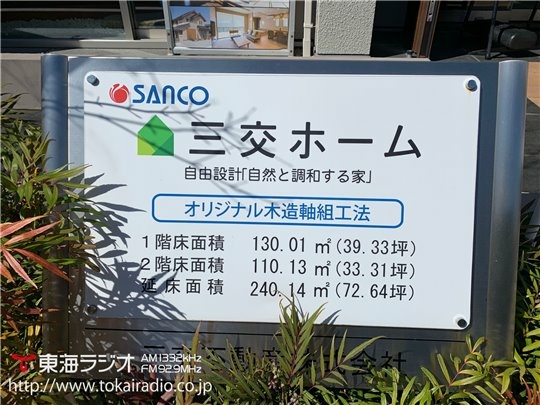 SANCO
三交ホーム
自由設計「自然と調和する家」
オリジナル木造軸組工法
1階床面積 130.01㎡(39.33坪)
2階床面積 110.13㎡(33.31坪)
延床面積 240.14㎡(72.64坪)
東海ラジオ AM1332kHz
FM92.9MHz
http://www.tokairadio.co.jp